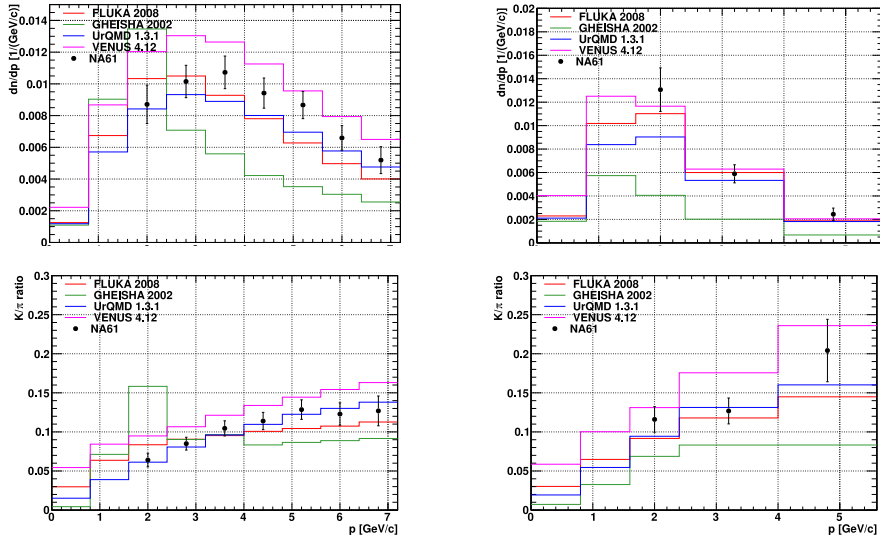 dn/dp [1/(GeV/c)]
FLUKA 2008
GHEISHA 2002
UrQMD 1.3.1
VENUS 4.12
NA61
0.014
0.012
0.01
0.008
0.006
0.004
0.002
0
0 1 2 3 4 5 6 7
dn/dp [1/(GeV/c)]
FLUKA 2008
GHEISHA 2002
UrQMD 1.3.1
VENUS 4.12
NA61
0.02
0.018
0.016
0.014
0.012
0.01
0.008
0.006
0.004
0.002
0
0 1 2 3 4 5
K/π ratio
FLUKA 2008
GHEISHA 2002
UrQMD 1.3.1
VENUS 4.12
NA61
0.3
0.25
0.2
0.15
0.1
0.05
0
0 1 2 3 4 5 6 7
p [GeV/c]
K/π ratio
FLUKA 2008
GHEISHA 2002
UrQMD 1.3.1
VENUS 4.12
NA61
0.3
0.25
0.2
0.15
0.1
0.05
0
0 1 2 3 4 5
p [GeV/c]